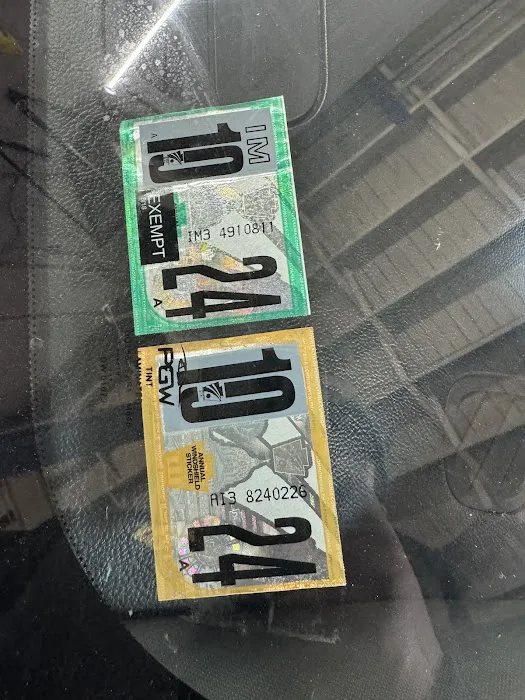 IM
10
A
EXEMPT
IM3 4910811
24
A
10
PGW
TINT
ANNUAL
WINDSHIELD
STICKER
AI3 8240226
24
A